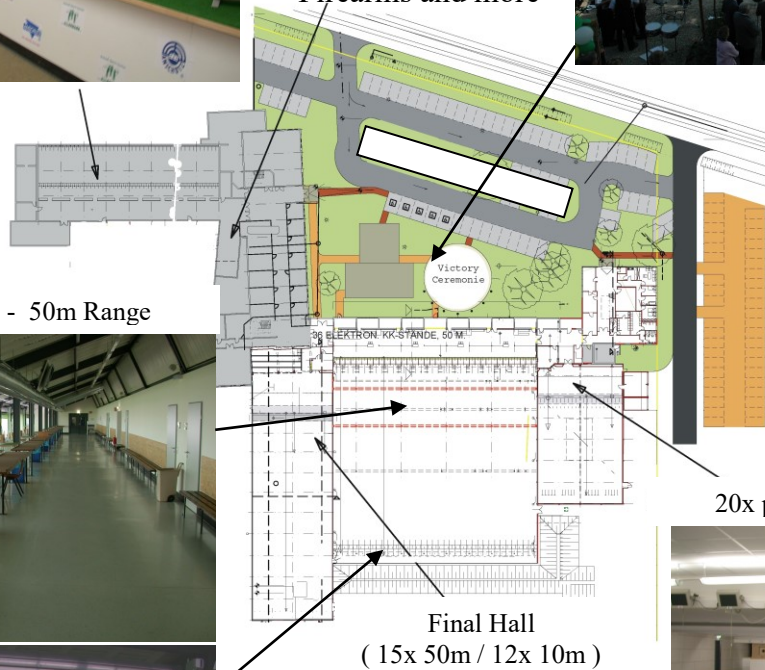 Firearms and more
Victory
Ceremonie
- 50m Range
36 ELEKTRON. KK-STÄNDE, 50 M.
20x p
Final Hall
( 15x 50m / 12x 10m )